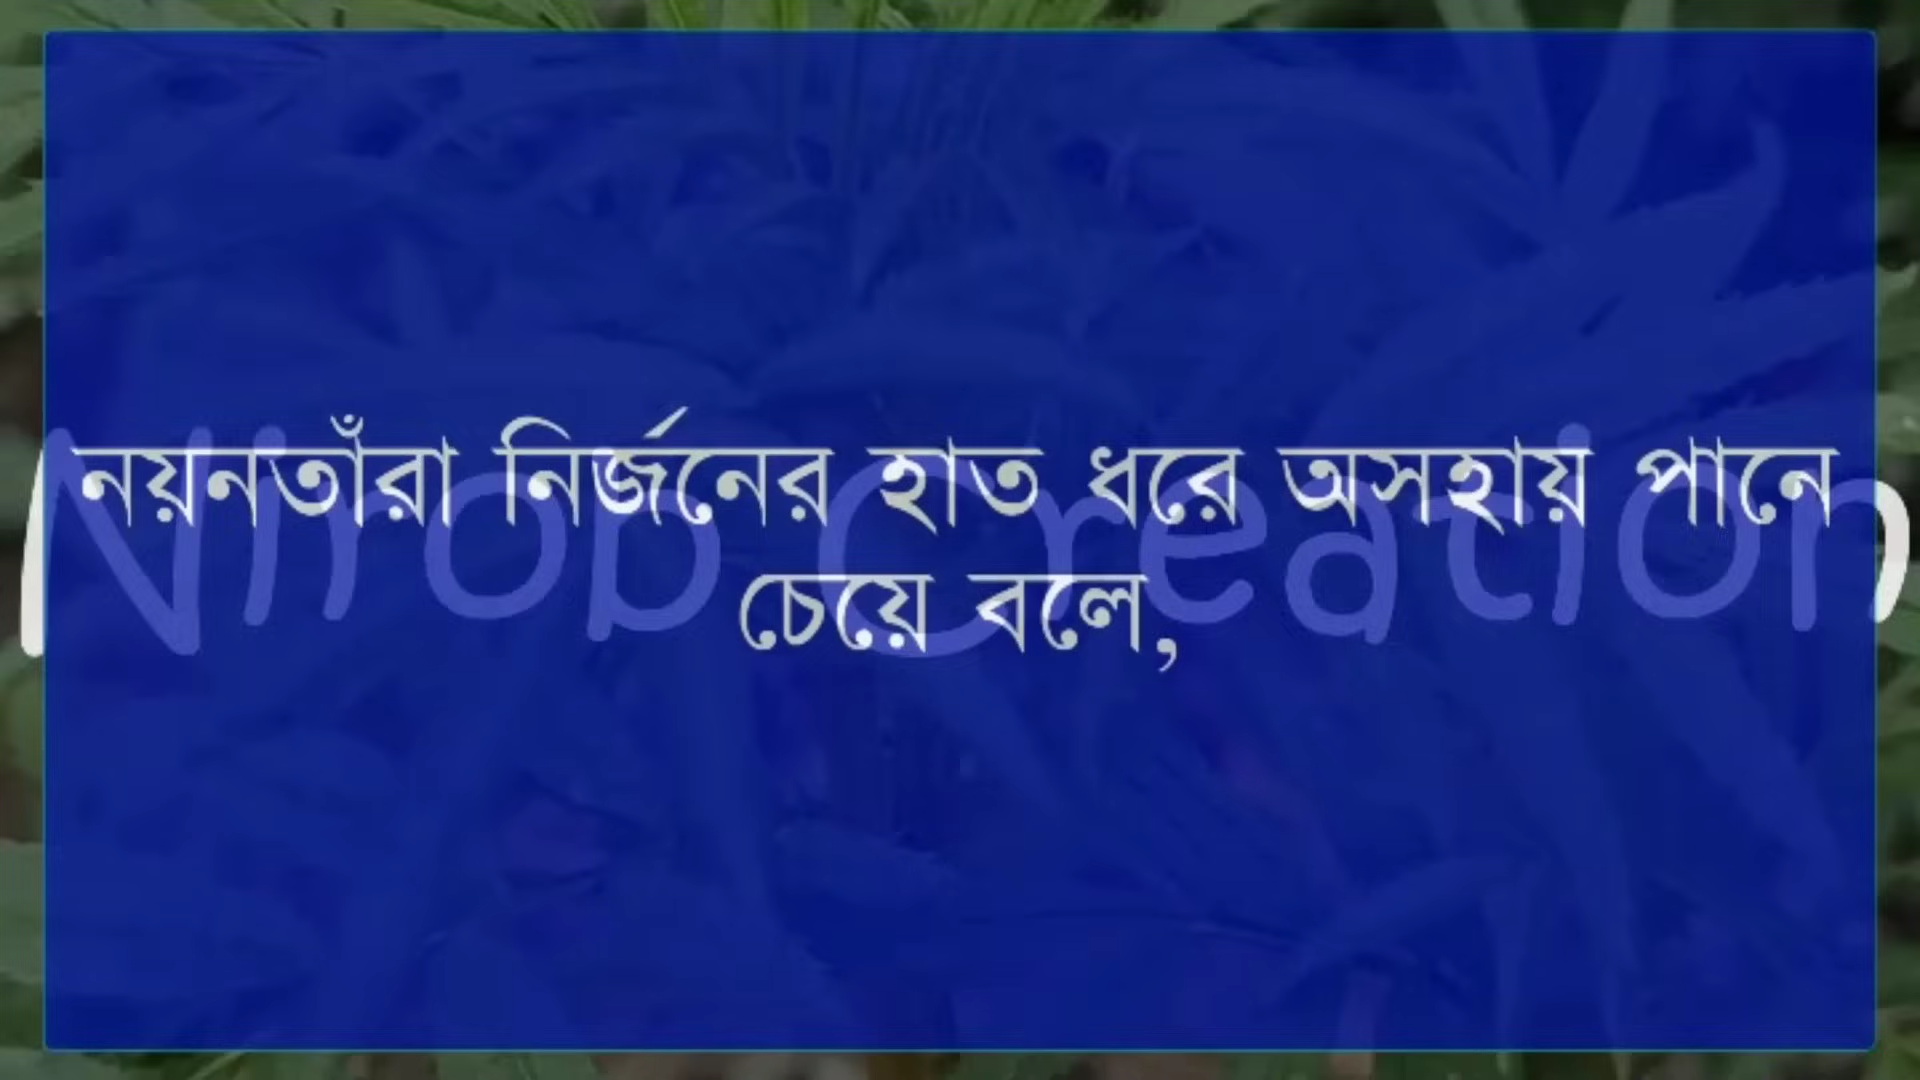 নয়নতাঁরা নির্জনের হাত ধরে অসহায় পানে
চেয়ে বলে,
Nirob Creation